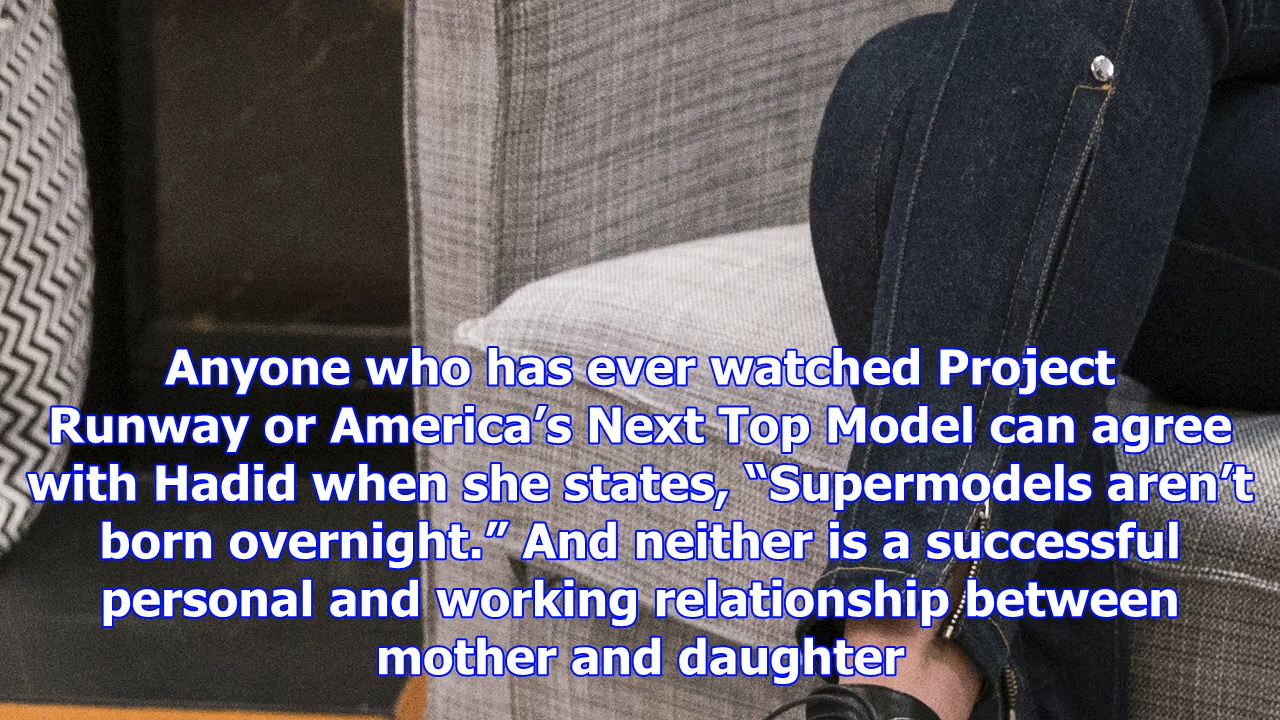 Anyone who has ever watched Project
Runway or America’s Next Top Model can agree
with Hadid when she states, “Supermodels aren’t
born overnight.” And neither is a successful
personal and working relationship between
mother and daughter